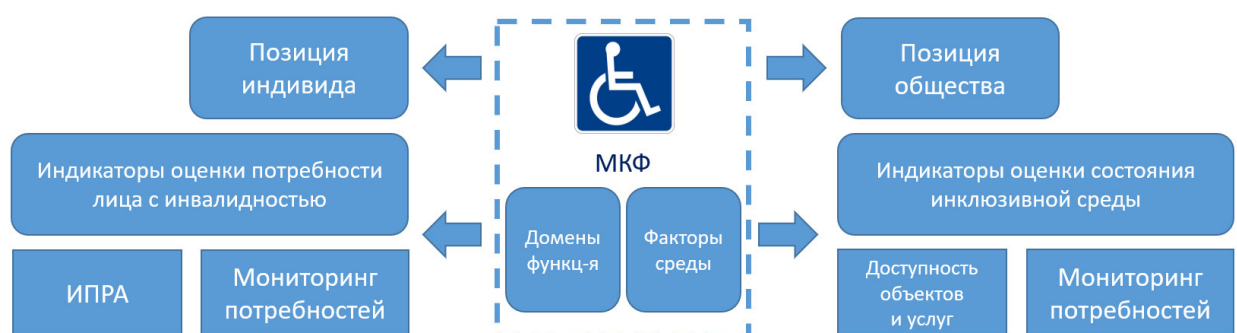 Позиция
индивида
Индикаторы оценки потребности
лица с инвалидностью
ИПРА
Мониторинг
потребностей
МКФ
Домены
функц-я
Факторы
среды
Позиция
общества
Индикаторы оценки состояния
инклюзивной среды
Доступность
объектов
и услуг
Мониторинг
потребностей